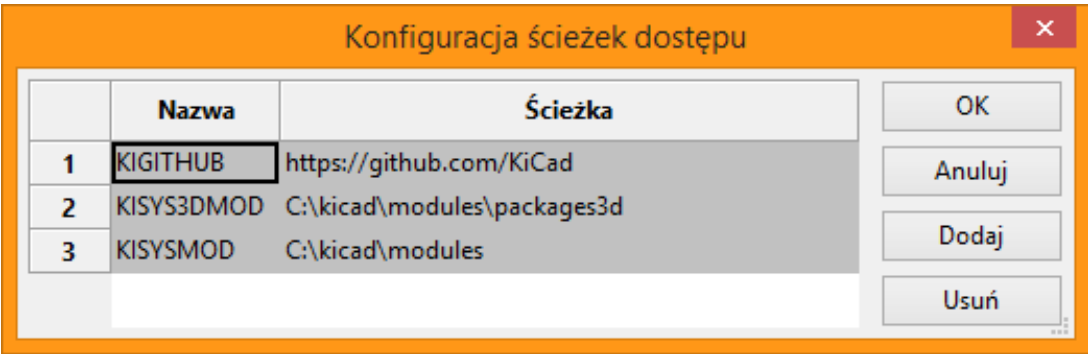 Konfiguracja ścieżek dostępu
Nazwa Ścieżka
1 KIGITHUB https://github.com/KiCad
2 KISYS3DMOD C:\kicad\modules\packages3d
3 KISYSMOD C:\kicad\modules
OK
Anuluj
Dodaj
Usuń